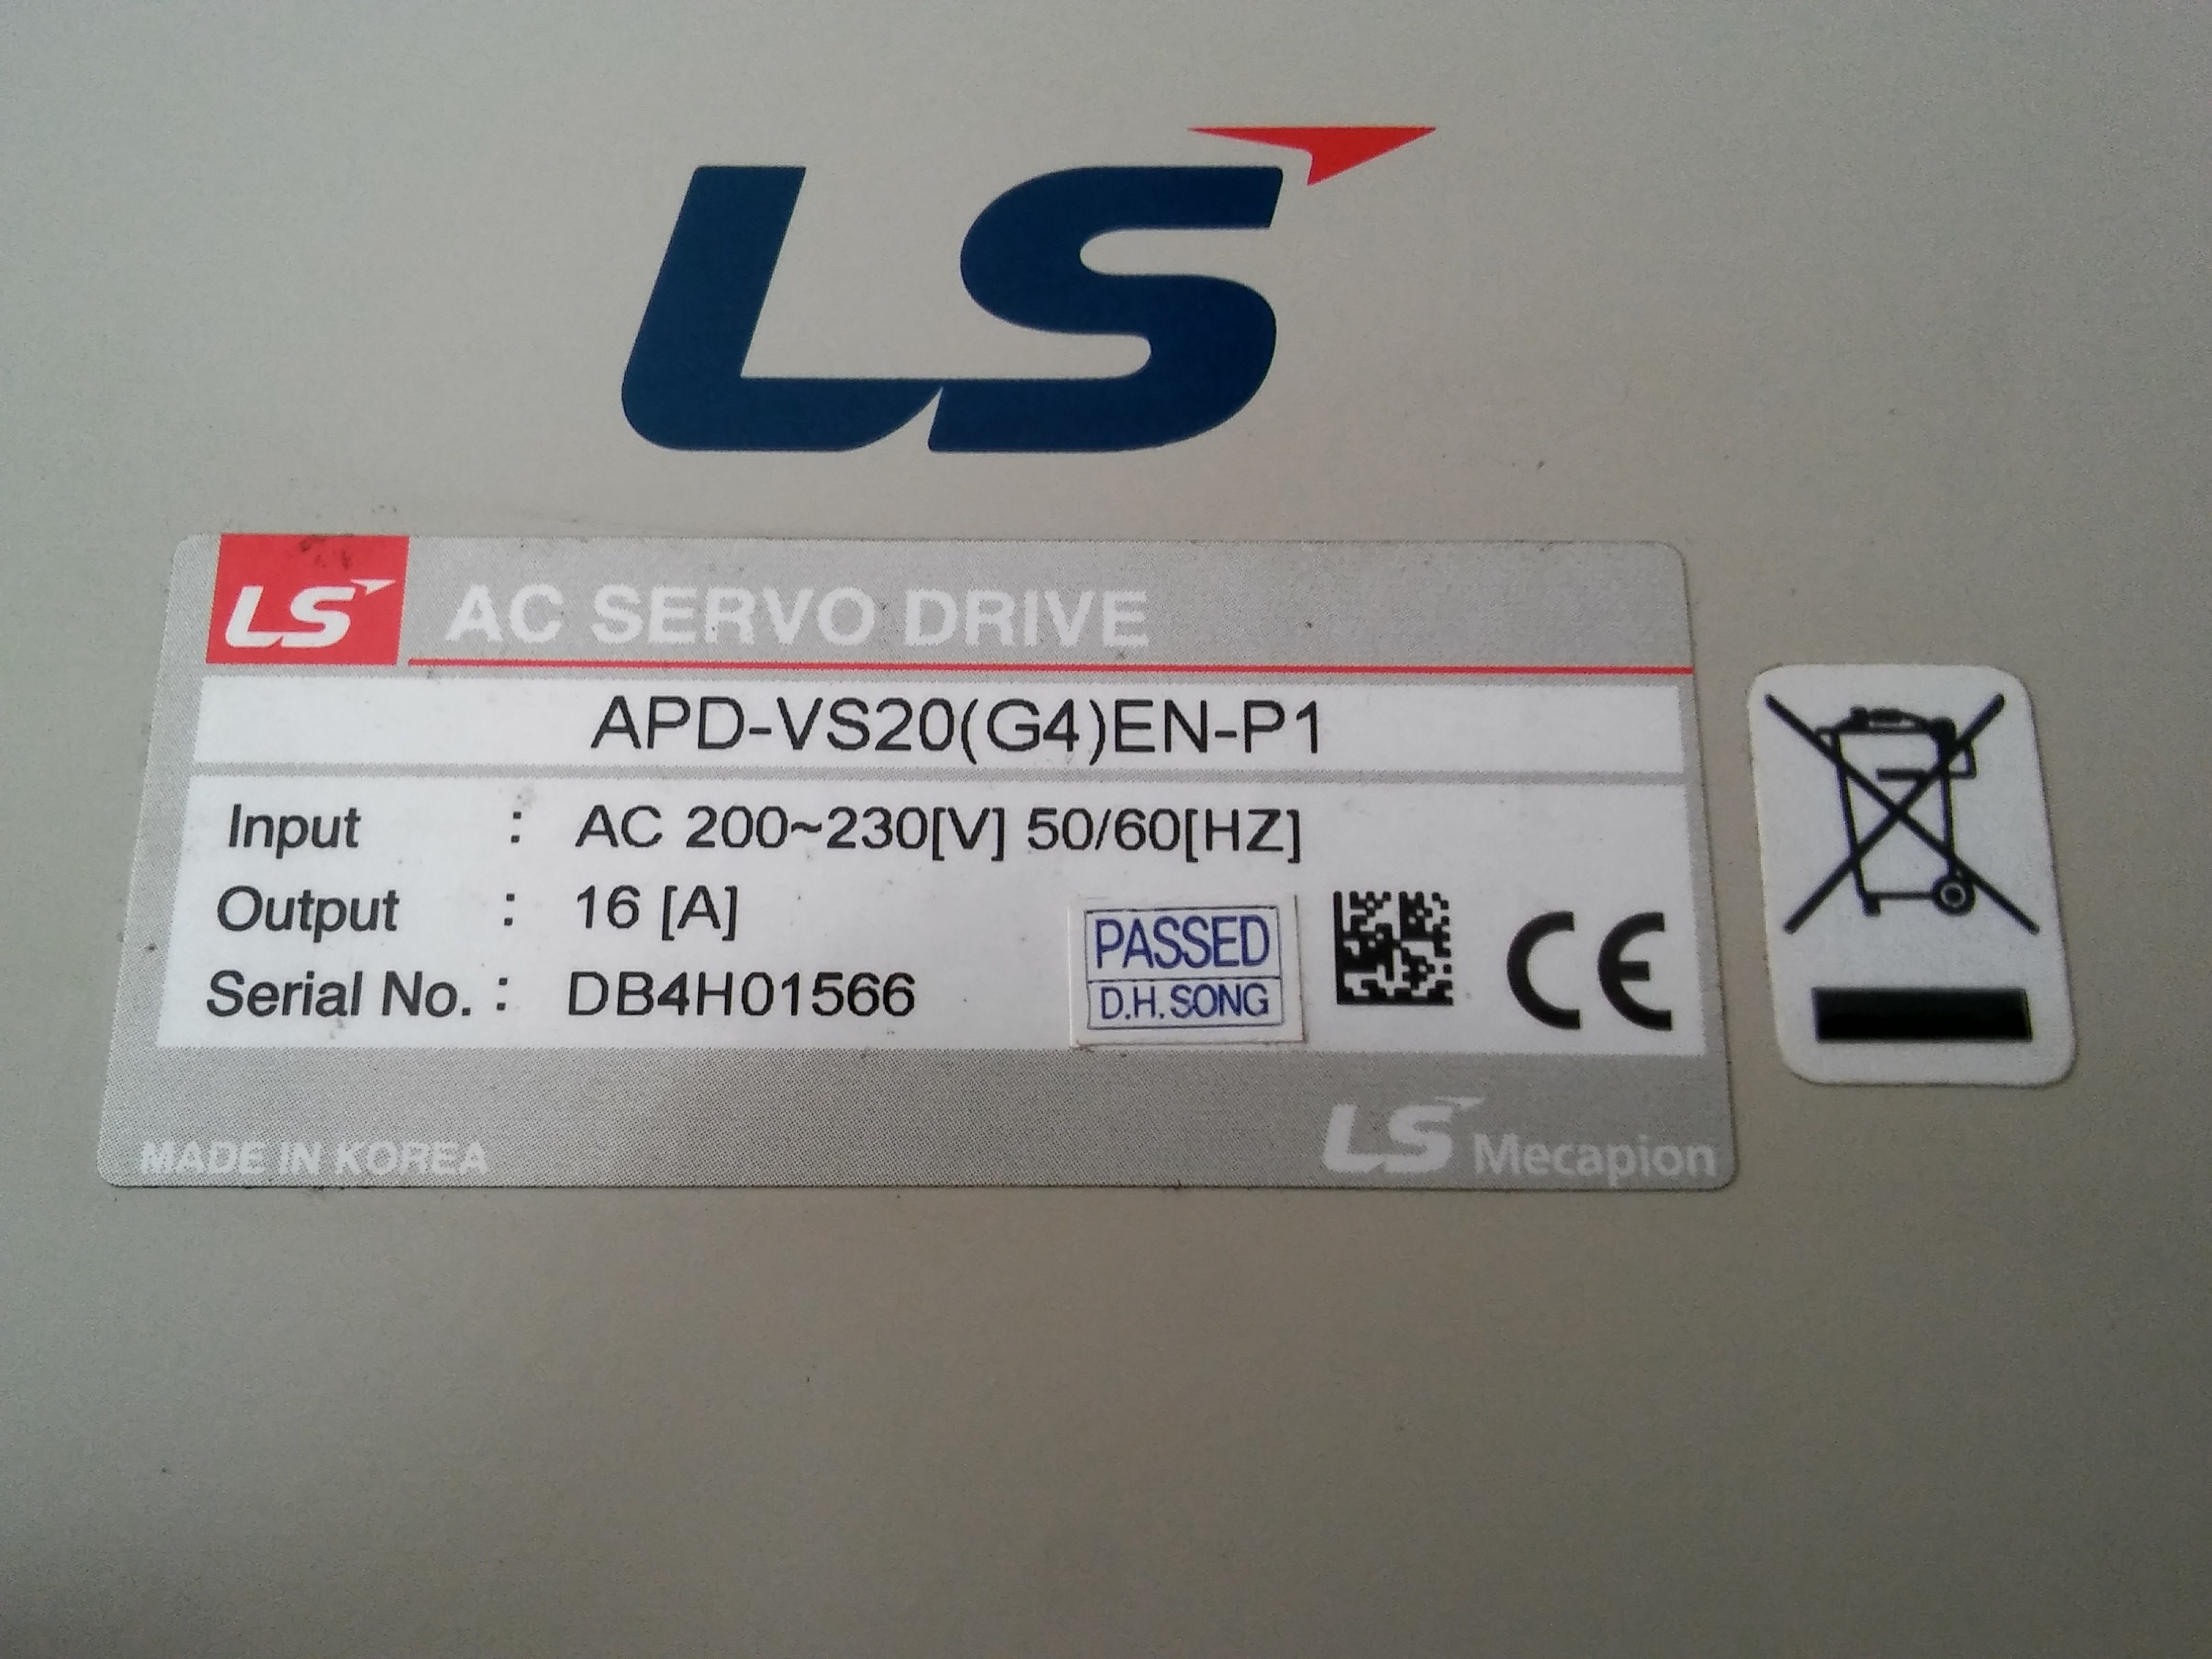 LS
LS AC SERVO DRIVE
APD-VS20(G4)EN-P1
Input : AC 200~230[V] 50/60[HZ]
Output : 16 [A]
Serial No. : DB4H01566
PASSED
D.H. SONG
CE
MADE IN KOREA
LS Mecapion